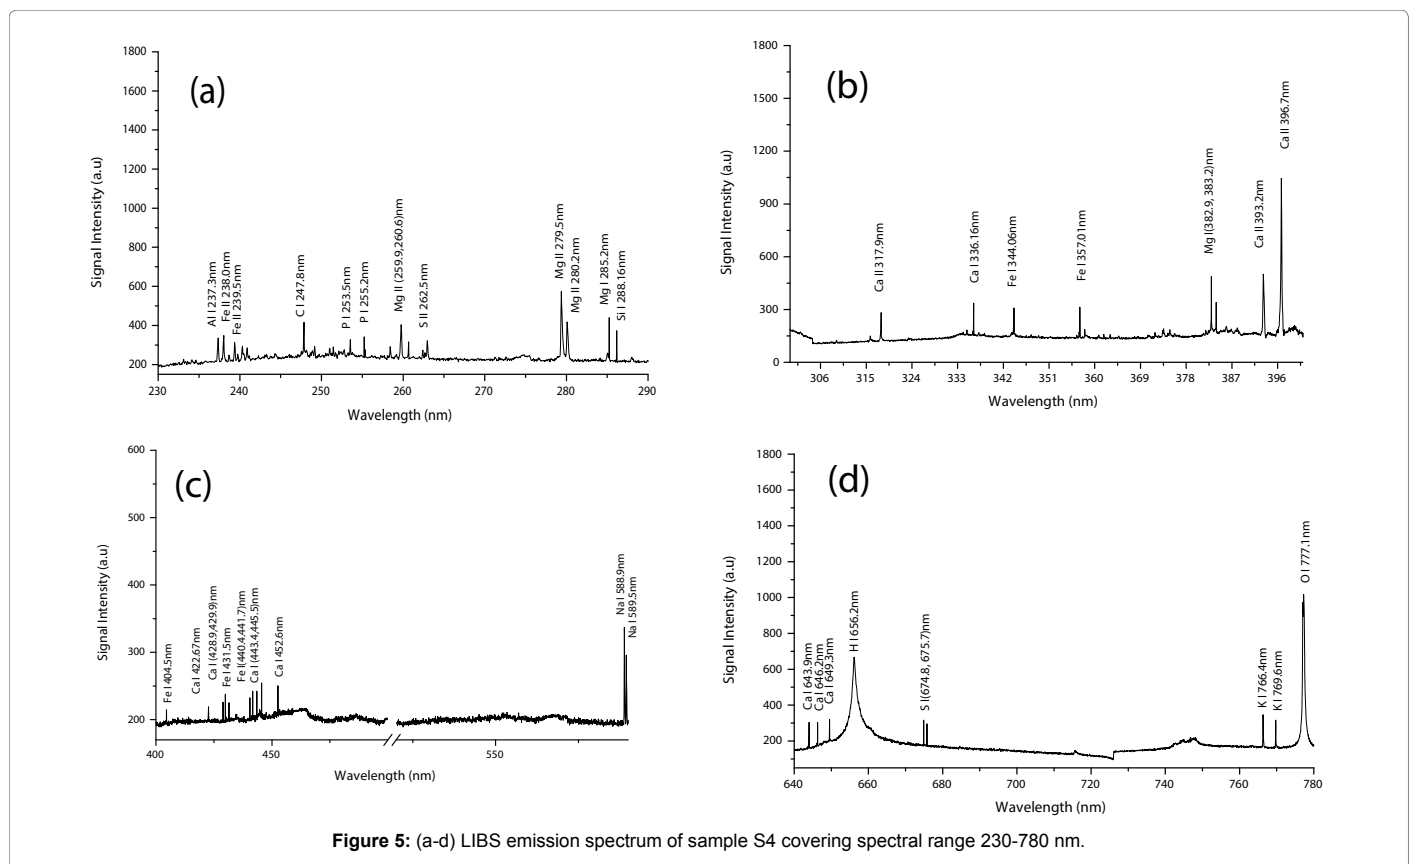 (a)
1800
1600
1400
1200
1000
800
600
400
200
Signal Intensity (a.u)
Al I 237.3nm
Fe II 238.0nm
Fe II 239.5nm
C I 247.8nm
P I 253.5nm
P I 255.2nm
Mg II (259.9,260.6)nm
S II 262.5nm
Mg II 279.5nm
Mg II 280.2nm
Mg I 285.2nm
Si I 288.16nm
230 240 250 260 270 280 290
Wavelength (nm)
(b)
1800
1500
1200
900
600
300
0
Signal Intensity (a.u)
Ca II 317.9nm
Ca I 336.16nm
Fe I 344.06nm
Fe I 357.01nm
Mg I(382.9, 383.2)nm
Ca II 393.2nm
Ca II 396.7nm
306 315 324 333 342 351 360 369 378 387 396
Wavelength (nm)
(c)
600
500
400
300
200
Signal Intensity (a.u)
Fe I 404.5nm
Ca I 422.67nm
Ca I (428.9,429.9)nm
Fe I 431.5nm
Fe I(440.4,441.7)nm
Ca I (443.4,445.5)nm
Ca I 452.6nm
Na I 588.9nm
Na I 589.5nm
400 450 550
Wavelength (nm)
(d)
1800
1600
1400
1200
1000
800
600
400
200
Signal Intensity (a.u)
Ca I 643.9nm
Ca I 646.2nm
Ca I 649.3nm
H I 656.2nm
S I(674.8, 675.7)nm
K I 766.4nm
K I 769.6nm
O I 777.1nm
640 660 680 700 720 740 760 780
Wavelength (nm)
Figure 5: (a-d) LIBS emission spectrum of sample S4 covering spectral range 230-780 nm.